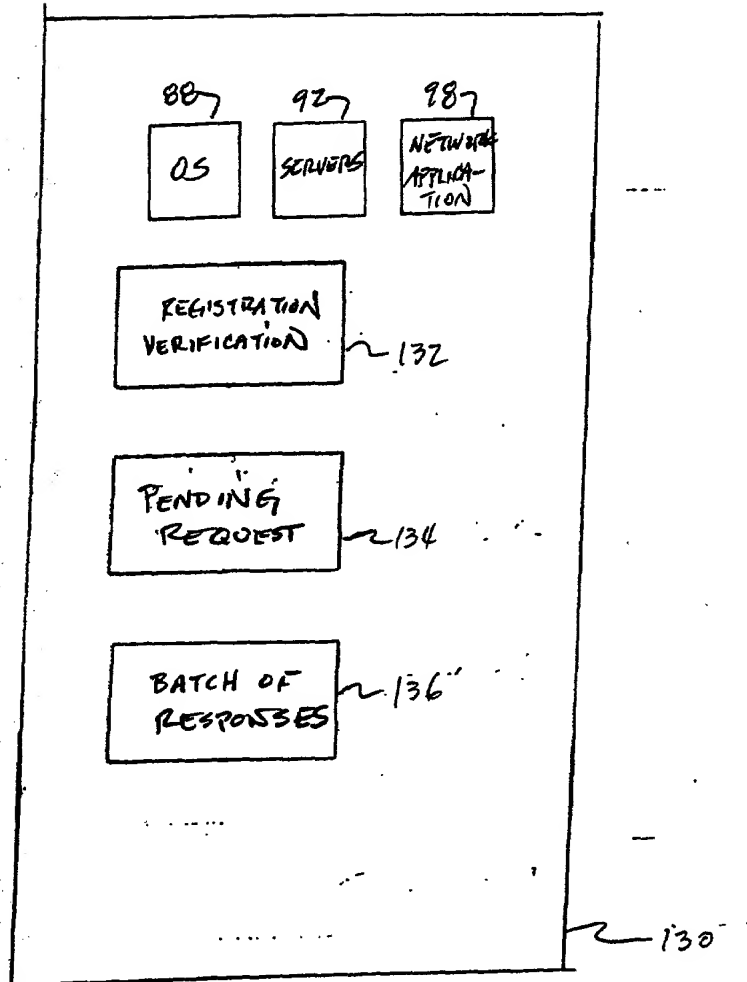 88
92
98
OS
SERVERS
NETWORK
APPLICA-
TION
REGISTRATION
VERIFICATION
132
PENDING
REQUEST
134
BATCH OF
RESPONSES
136
130